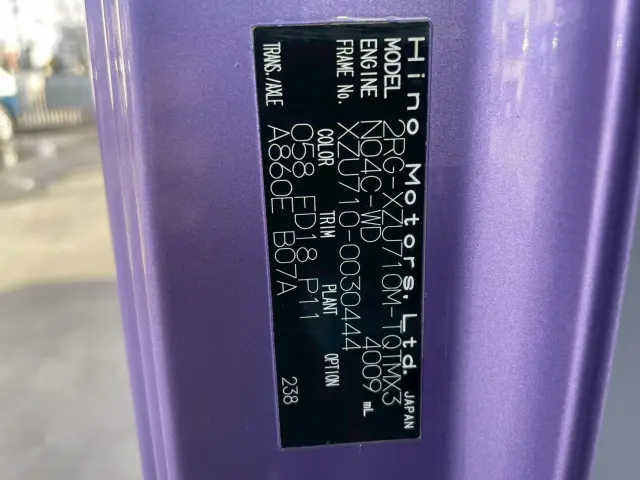 Hino Motors, Ltd. JAPAN
MODEL 2RG-XZU710M-TQTMX3
ENGINE N04C-WD 4009 mL
FRAME No. XZU710-0030444
COLOR TRIM PLANT OPTION
058 FD18 P11
TRANS./AXLE A860E B07A 238